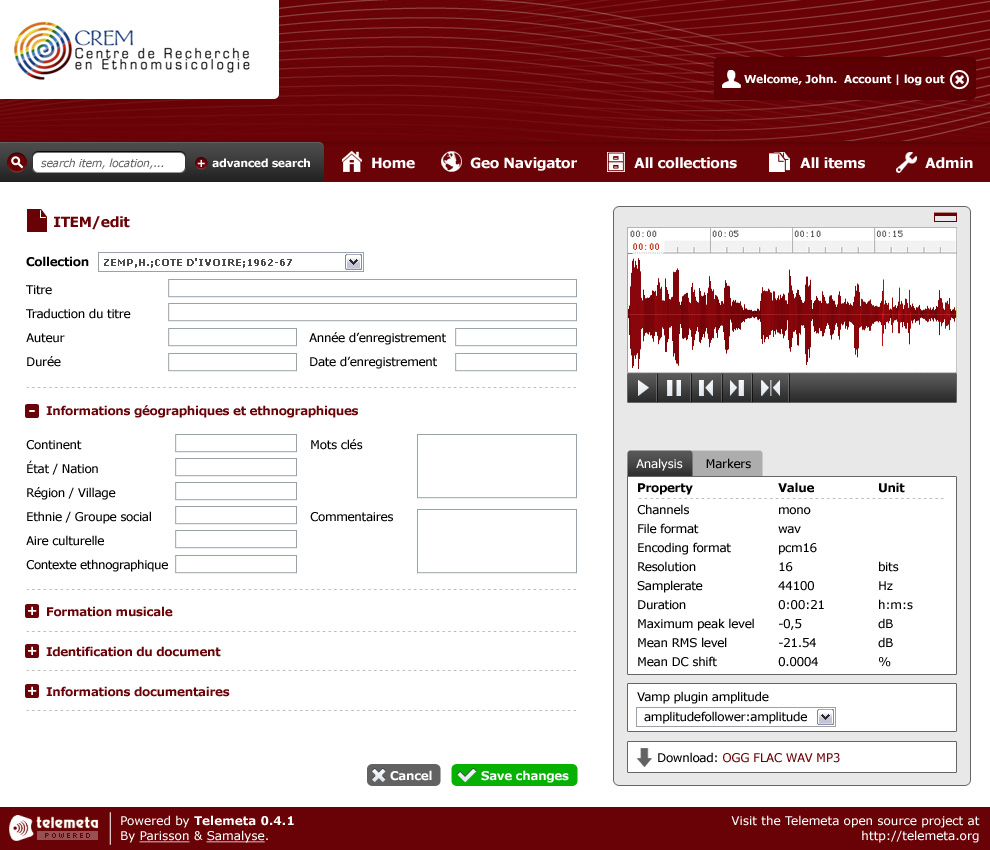 CREM
Centre de Recherche
en Ethnomusicologie
Welcome, John. Account | log out
search item, location,...
advanced search
Home
Geo Navigator
All collections
All items
Admin
ITEM/edit
Collection ZEMP,H.;COTE D'IVOIRE;1962-67
Titre
Traduction du titre
Auteur Année d'enregistrement
Durée Date d'enregistrement
Informations géographiques et ethnographiques
Continent Mots clés
État / Nation
Région / Village
Ethnie / Groupe social Commentaires
Aire culturelle
Contexte ethnographique
Formation musicale
Identification du document
Informations documentaires
Cancel Save changes
00:00 00:05 00:10 00:15
00:00
Analysis Markers
Property Value Unit
Channels mono
File format wav
Encoding format pcm16
Resolution 16 bits
Samplerate 44100 Hz
Duration 0:00:21 h:m:s
Maximum peak level -0,5 dB
Mean RMS level -21.54 dB
Mean DC shift 0.0004 %
Vamp plugin amplitude
amplitudefollower:amplitude
Download: OGG FLAC WAV MP3
telemeta
POWERED
Powered by Telemeta 0.4.1
By Parisson & Samalyse.
Visit the Telemeta open source project at
http://telemeta.org